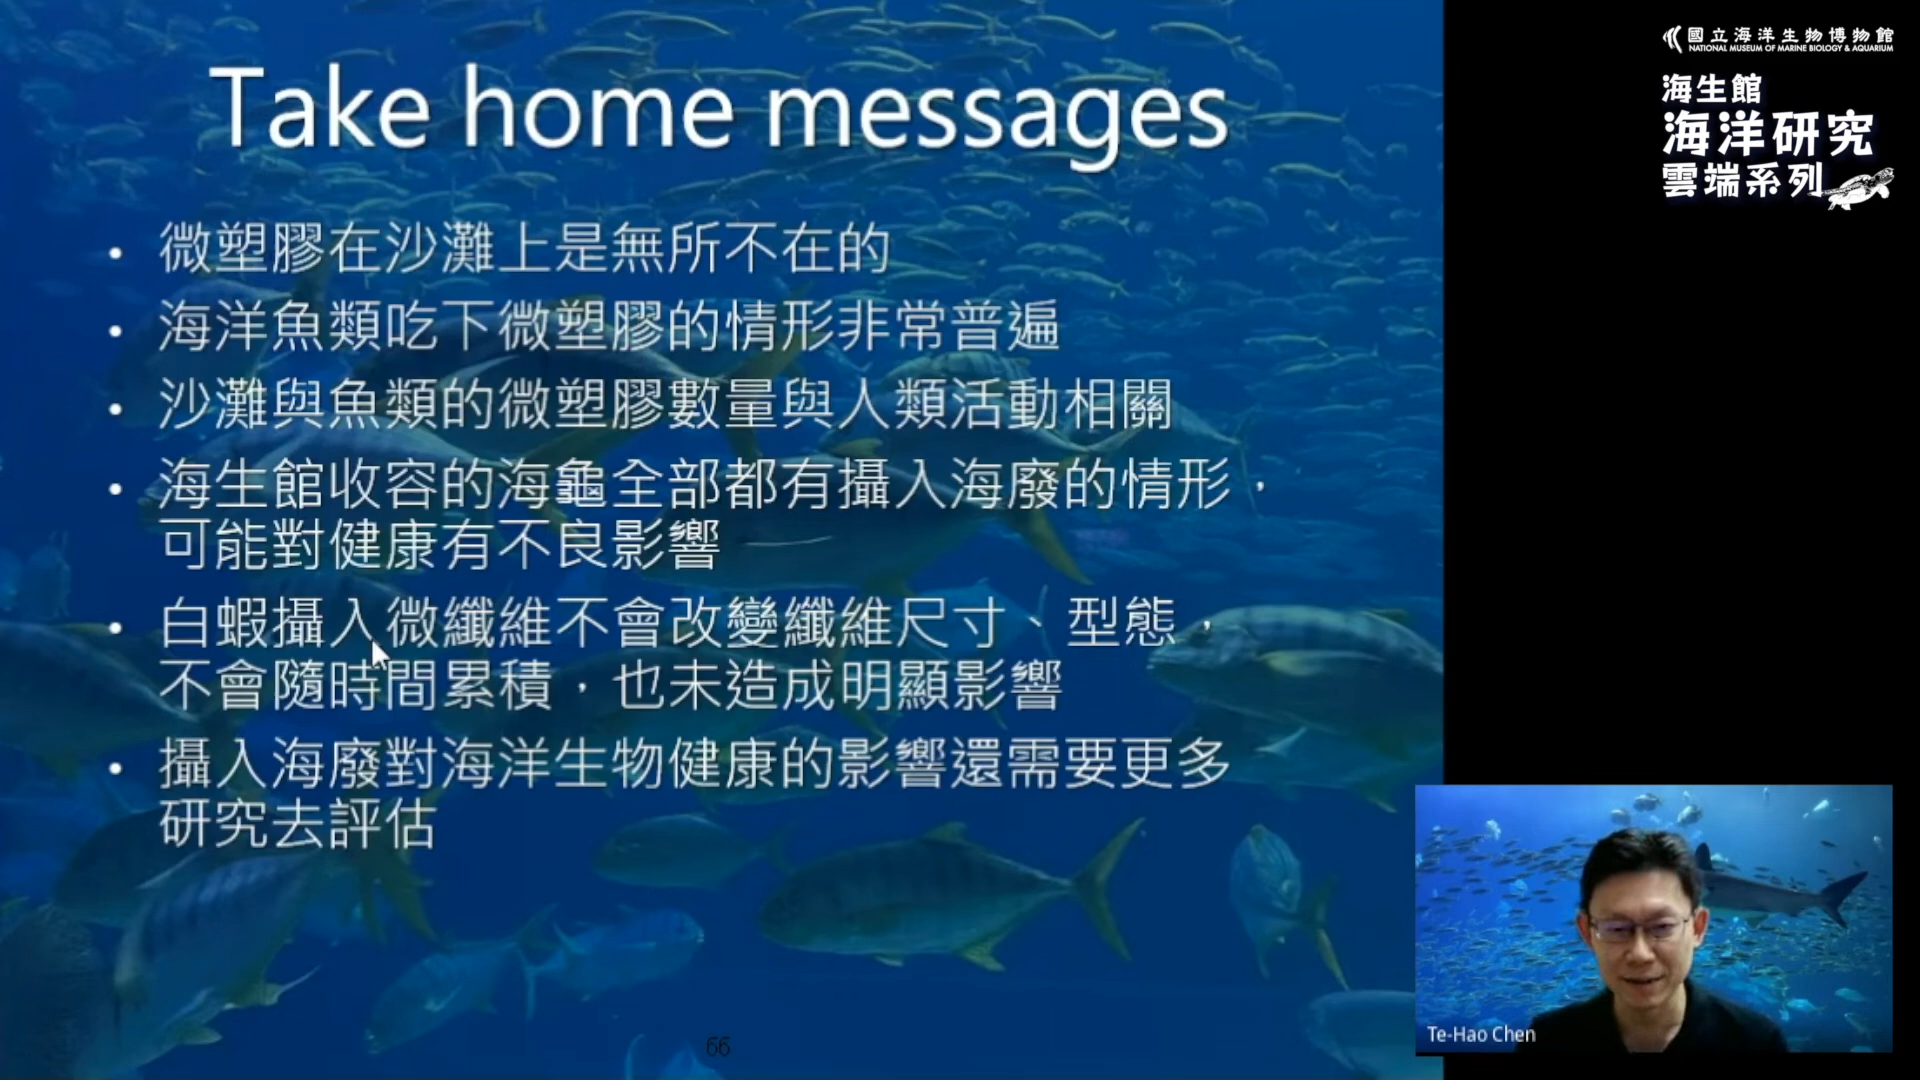 Take home messages
• 微塑膠在沙灘上是無所不在的
• 海洋魚類吃下微塑膠的情形非常普遍
• 沙灘與魚類的微塑膠數量與人類活動相關
• 海生館收容的海龜全部都有攝入海廢的情形，
可能對健康有不良影響
• 白蝦攝入微纖維不會改變纖維尺寸、型態，
不會隨時間累積，也未造成明顯影響
• 攝入海廢對海洋生物健康的影響還需要更多
研究去評估
66
國立海洋生物博物館
NATIONAL MUSEUM OF MARINE BIOLOGY & AQUARIUM
海生館
海洋研究
雲端系列
Te-Hao Chen